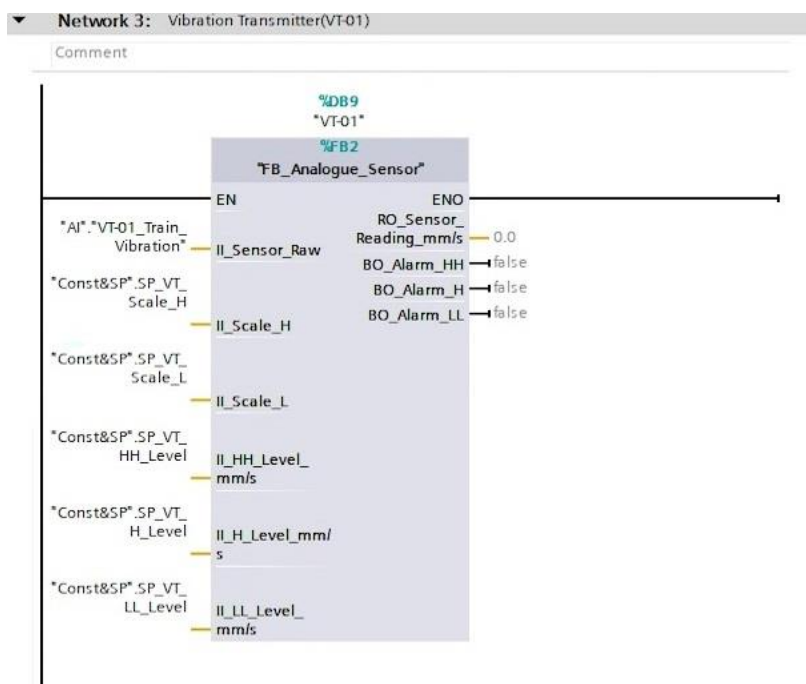 Network 3: Vibration Transmitter(VT-01)
Comment
%DB9
"VT-01"
%FB2
"FB_Analogue_Sensor"
EN ENO
"AI"."VT-01_Train_
Vibration" II_Sensor_Raw
RO_Sensor_
Reading_mm/s 0.0
BO_Alarm_HH false
BO_Alarm_H false
BO_Alarm_LL false
"Const&SP".SP_VT_
Scale_H
II_Scale_H
"Const&SP".SP_VT_
Scale_L
II_Scale_L
"Const&SP".SP_VT_
HH_Level
II_HH_Level_
mm/s
"Const&SP".SP_VT_
H_Level
II_H_Level_mm/
s
"Const&SP".SP_VT_
LL_Level
II_LL_Level_
mm/s